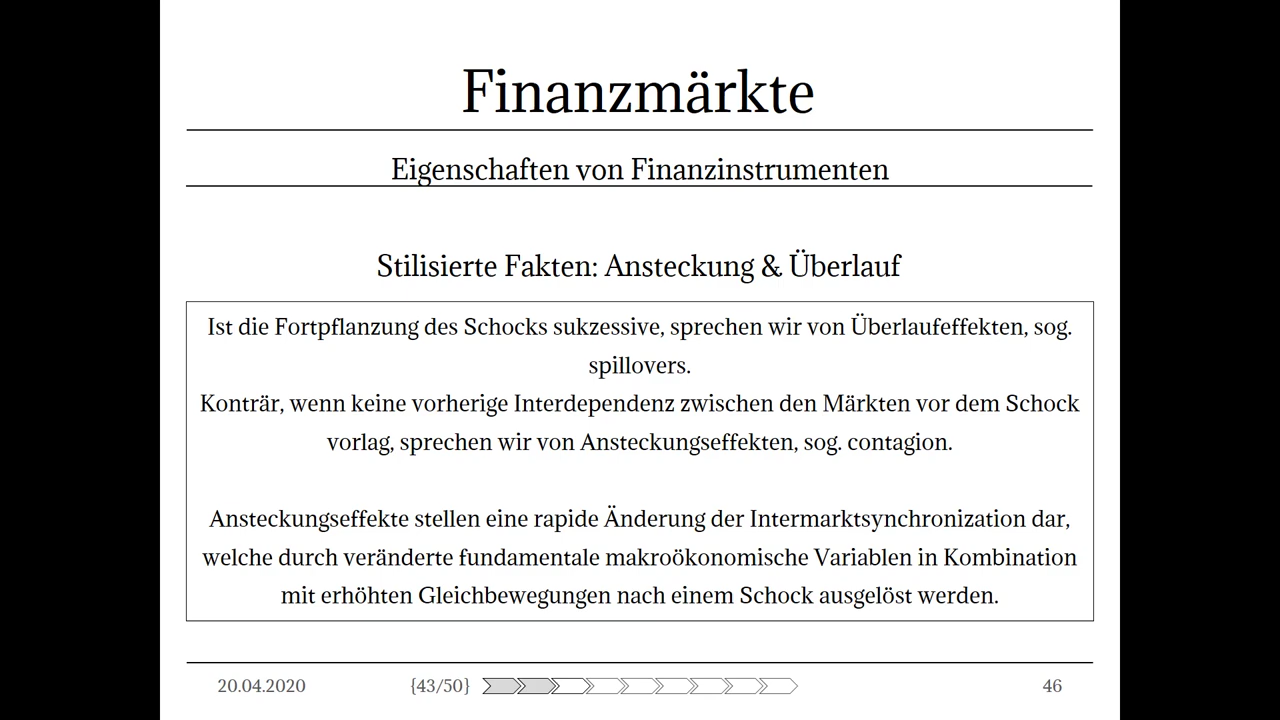 Finanzmärkte
Eigenschaften von Finanzinstrumenten
Stilisierte Fakten: Ansteckung & Überlauf
Ist die Fortpflanzung des Schocks sukzessive, sprechen wir von Überlaufeffekten, sog.
spillovers.
Konträr, wenn keine vorherige Interdependenz zwischen den Märkten vor dem Schock
vorlag, sprechen wir von Ansteckungseffekten, sog. contagion.
Ansteckungseffekte stellen eine rapide Änderung der Intermarktsynchronization dar,
welche durch veränderte fundamentale makroökonomische Variablen in Kombination
mit erhöhten Gleichbewegungen nach einem Schock ausgelöst werden.
20.04.2020 {43/50} 46